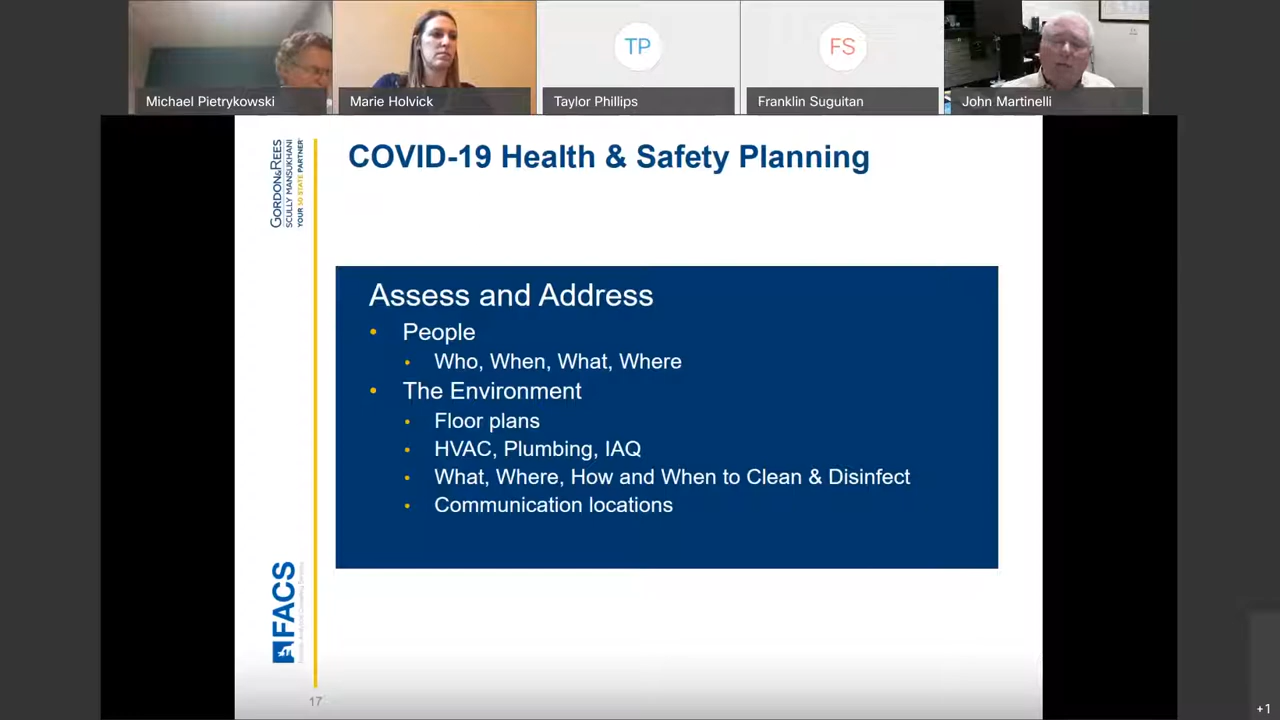 TP
FS
Michael Pietrykowski
Marie Holvick
Taylor Phillips
Franklin Suguitan
John Martinelli
GORDON&REES
SCULLY MANSUKHANI
YOUR 50 STATE PARTNER
COVID-19 Health & Safety Planning
Assess and Address
• People
• Who, When, What, Where
• The Environment
• Floor plans
• HVAC, Plumbing, IAQ
• What, Where, How and When to Clean & Disinfect
• Communication locations
FACS
17
+1